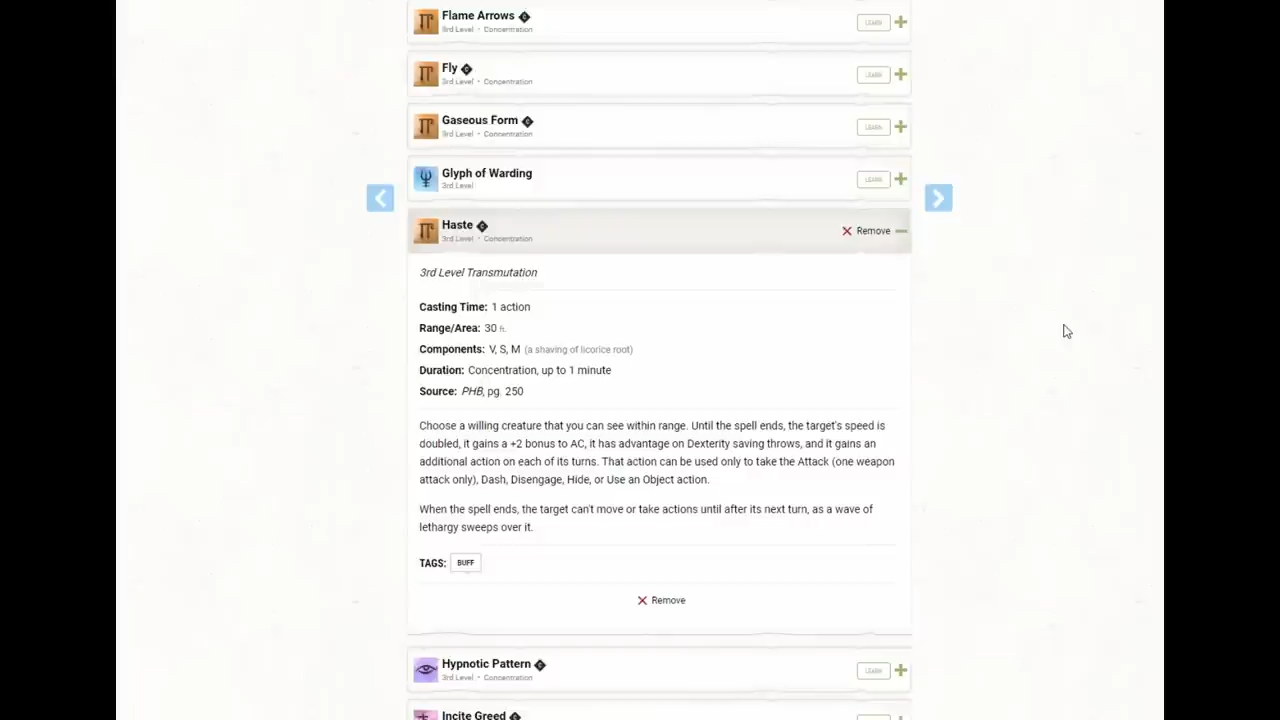 Flame Arrows
3rd Level • Concentration
LEARN
Fly
3rd Level • Concentration
LEARN
Gaseous Form
3rd Level • Concentration
LEARN
Glyph of Warding
3rd Level
LEARN
Haste
3rd Level • Concentration
Remove
3rd Level Transmutation
Casting Time: 1 action
Range/Area: 30 ft.
Components: V, S, M (a shaving of licorice root)
Duration: Concentration, up to 1 minute
Source: PHB, pg. 250
Choose a willing creature that you can see within range. Until the spell ends, the target's speed is
doubled, it gains a +2 bonus to AC, it has advantage on Dexterity saving throws, and it gains an
additional action on each of its turns. That action can be used only to take the Attack (one weapon
attack only), Dash, Disengage, Hide, or Use an Object action.
When the spell ends, the target can't move or take actions until after its next turn, as a wave of
lethargy sweeps over it.
TAGS: BUFF
Remove
Hypnotic Pattern
3rd Level • Concentration
LEARN
Incite Greed